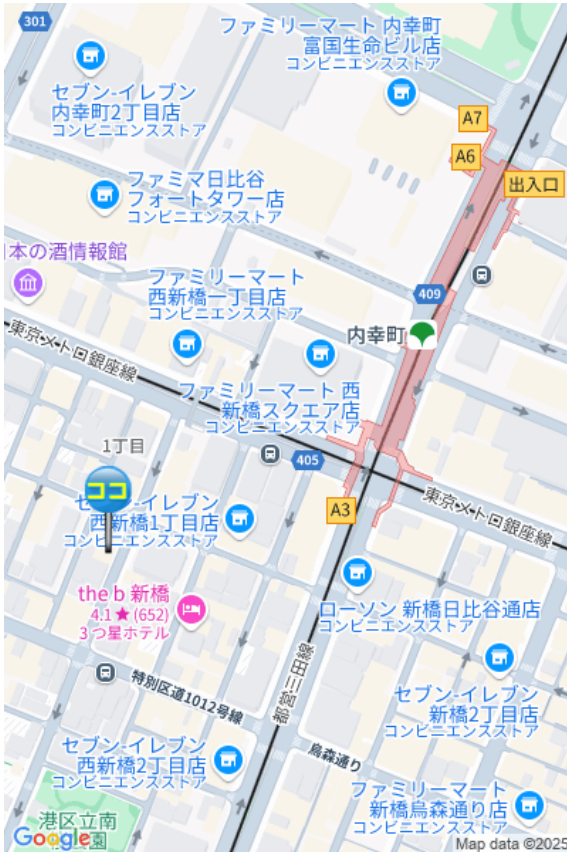 301
ファミリーマート 内幸町
富国生命ビル店
コンビニエンスストア
セブン-イレブン
内幸町2丁目店
コンビニエンスストア
A7
A6
出入口
ファミマ日比谷
フォートタワー店
コンビニエンスストア
本の酒情報館
ファミリーマート
西新橋一丁目店
コンビニエンスストア
409
内幸町
東京メトロ銀座線
ファミリーマート 西
新橋スクエア店
コンビニエンスストア
1丁目
405
ココ
セブン-イレブン
西新橋1丁目店
コンビニエンスストア
A3
東京メトロ銀座線
the b 新橋
4.1★(652)
3 つ星ホテル
ローソン 新橋日比谷通店
コンビニエンスストア
都営三田線
特別区道1012号線
セブン-イレブン
新橋2丁目店
コンビニエンスストア
セブン-イレブン
西新橋2丁目店
コンビニエンスストア
烏森通り
ファミリーマート
新橋烏森通り店
コンビニエンスストア
港区立南
園
Google
Map data ©2025